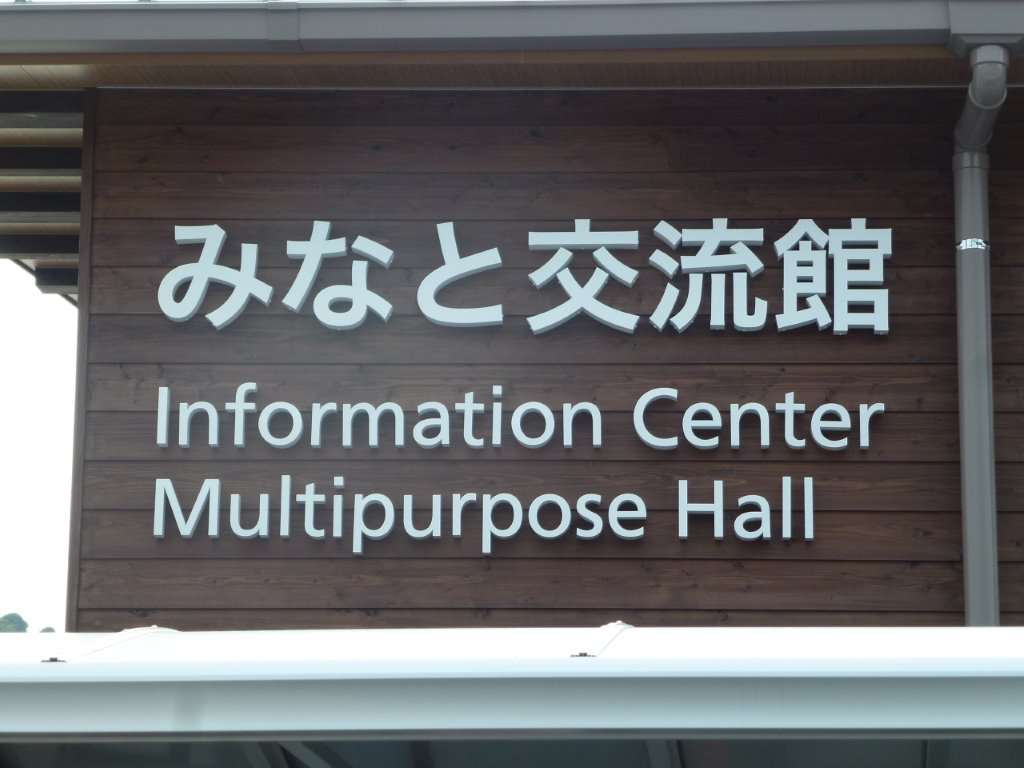 みなと交流館
Information Center
Multipurpose Hall